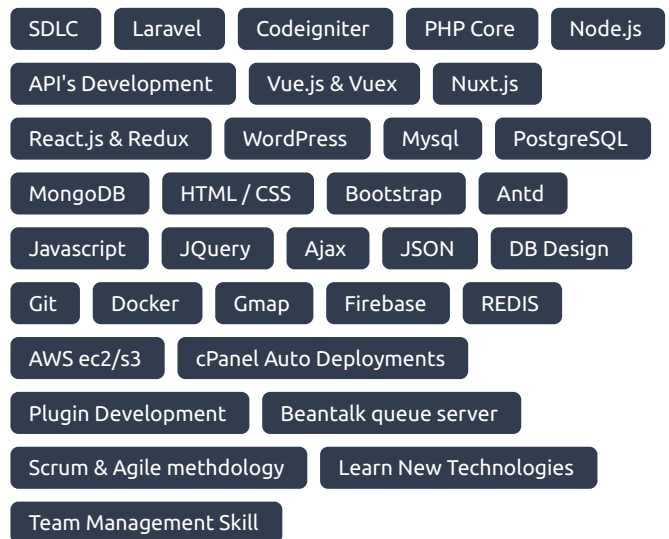 SDLC Laravel Codeigniter PHP Core Node.js
API's Development Vue.js & Vuex Nuxt.js
React.js & Redux WordPress Mysql PostgreSQL
MongoDB HTML / CSS Bootstrap Antd
Javascript JQuery Ajax JSON DB Design
Git Docker Gmap Firebase REDIS
AWS ec2/s3 cPanel Auto Deployments
Plugin Development Beantalk queue server
Scrum & Agile methdology Learn New Technologies
Team Management Skill